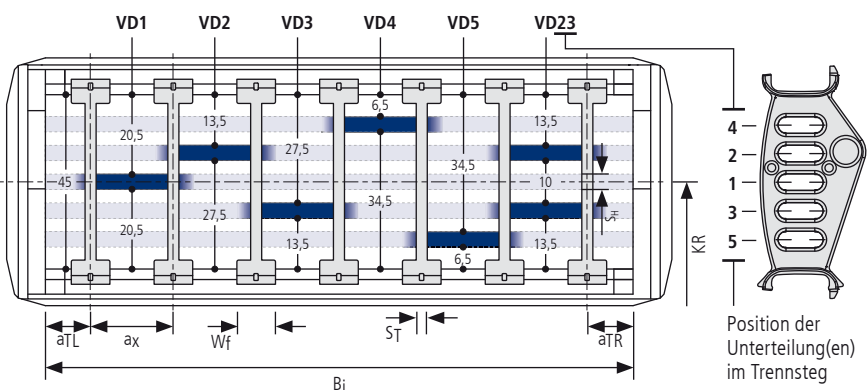 VD1 VD2 VD3 VD4 VD5 VD23
6,5
13,5 13,5 4
20,5 27,5 2
34,5
45 10 1
SH
34,5
27,5 3
20,5 13,5 13,5 5
6,5
KR
aTL ax Wf ST aTR
Bi
Position der
Unterteilung(en)
im Trennsteg